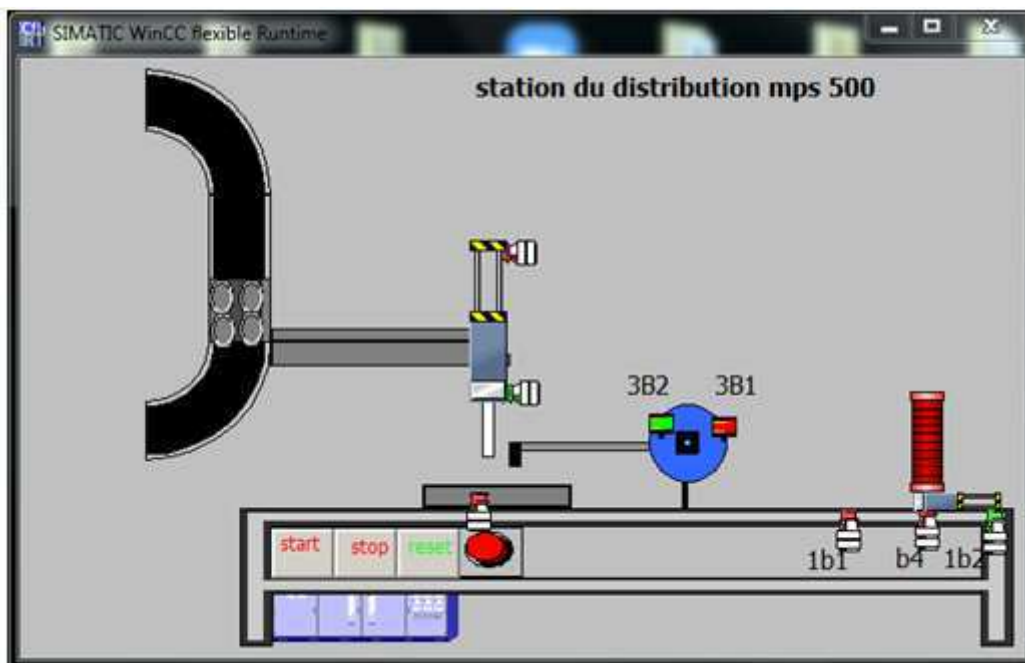 SIMATIC WinCC flexible Runtime
station du distribution mps 500
3B2 3B1
start stop reset
1b1 b4 1b2